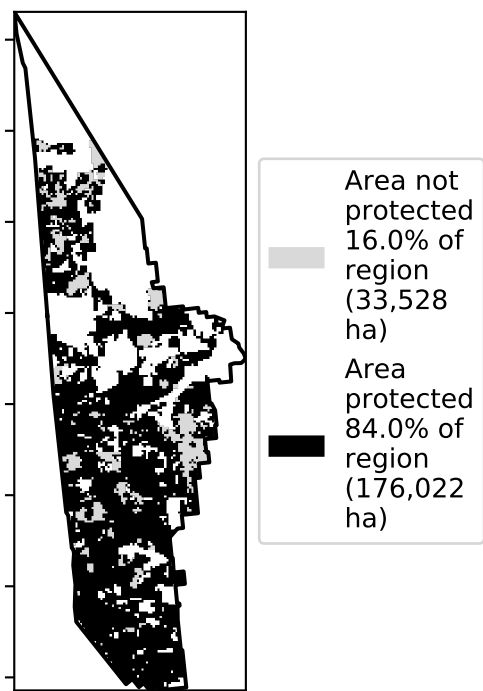 Area not
protected
16.0% of
region
(33,528
ha)
Area
protected
84.0% of
region
(176,022
ha)